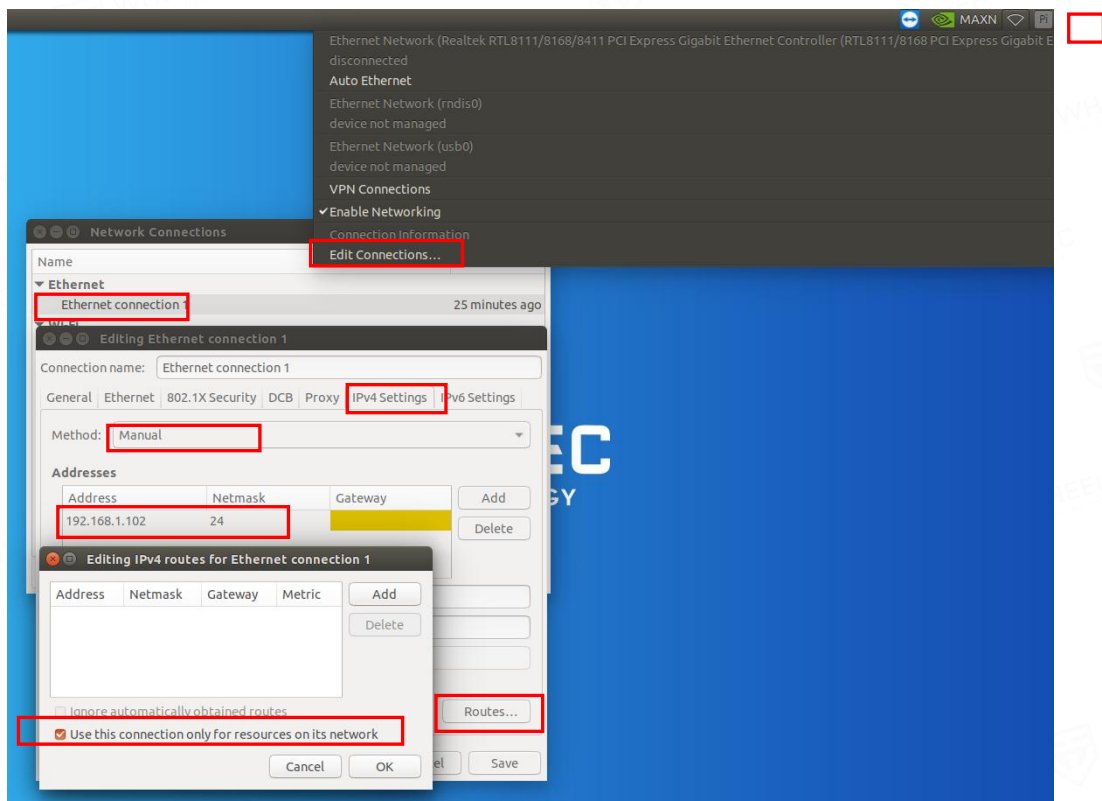 MAXN Pi
Ethernet Network (Realtek RTL8111/8168/8411 PCI Express Gigabit Ethernet Controller (RTL8111/8168 PCI Express Gigabit E
disconnected
Auto Ethernet
Ethernet Network (rndis0)
device not managed
Ethernet Network (usb0)
device not managed
VPN Connections
✔Enable Networking
Connection Information
Edit Connections...
Network Connections
Name
Ethernet
Ethernet connection 1 25 minutes ago
Wi-Fi
Editing Ethernet connection 1
Connection name: Ethernet connection 1
General Ethernet 802.1X Security DCB Proxy IPv4 Settings IPv6 Settings
Method: Manual
Addresses
Address Netmask Gateway Add
192.168.1.102 24 Delete
Editing IPv4 routes for Ethernet connection 1
Address Netmask Gateway Metric Add
Delete
Ignore automatically obtained routes
Routes...
Use this connection only for resources on its network
Cancel OK
el Save
EC
GY